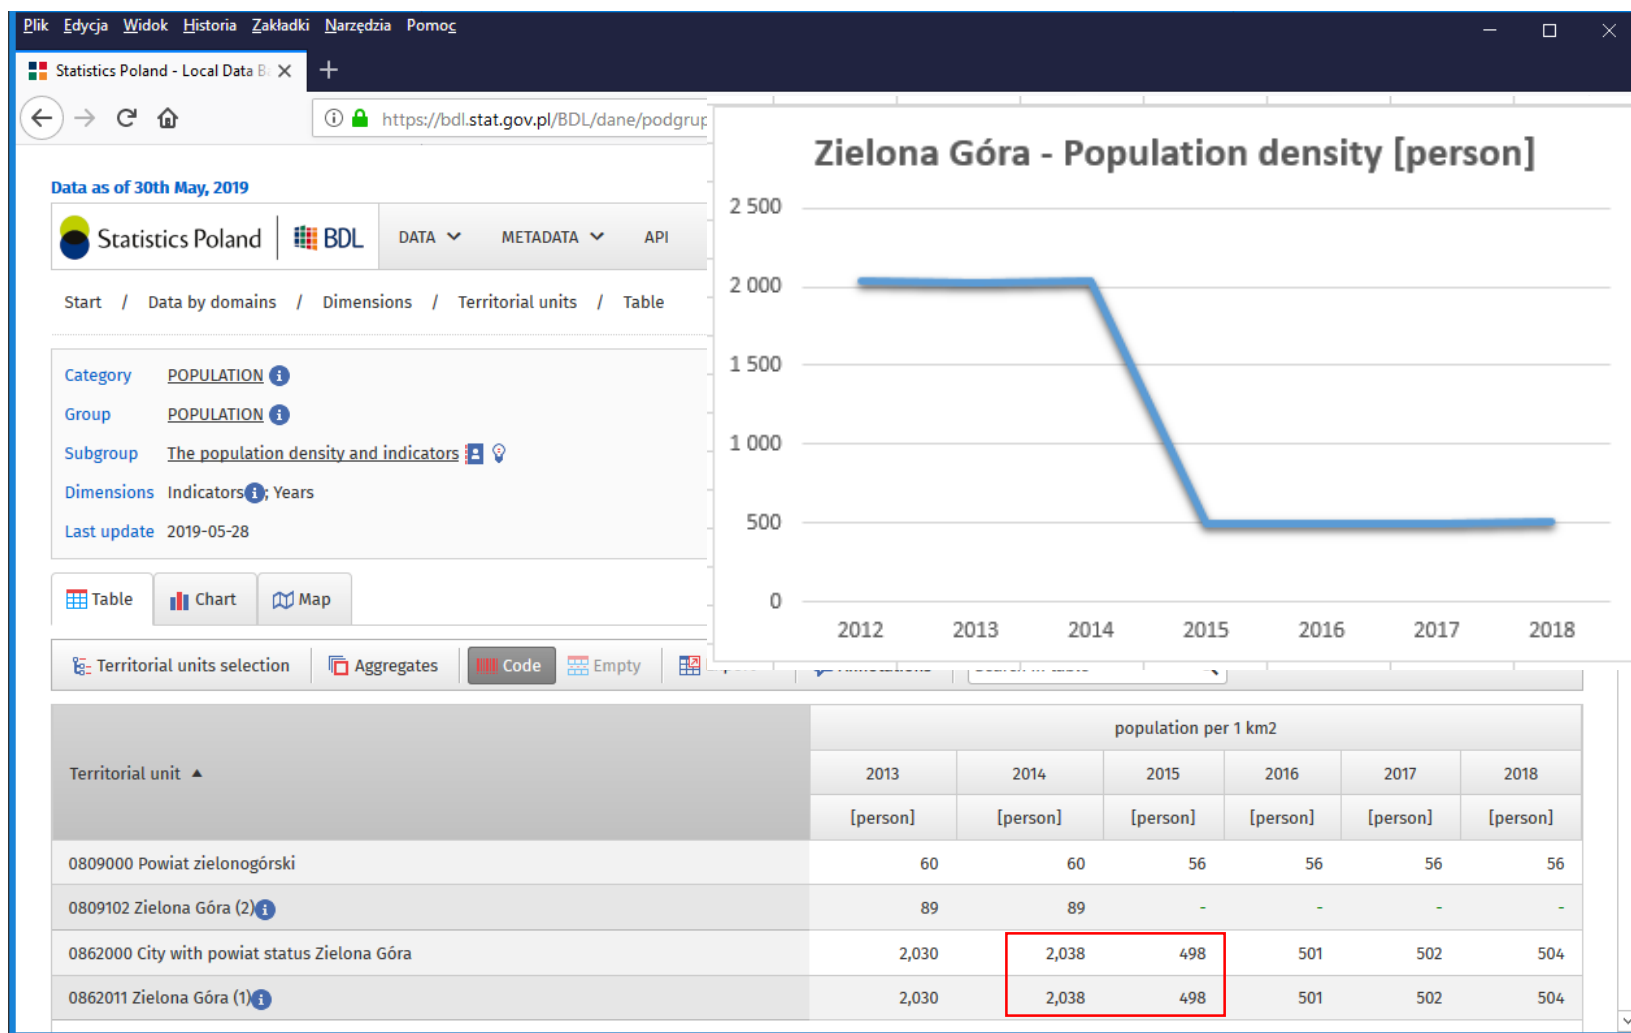 Plik Edycja Widok Historia Zakładki Narzędzia Pomoc
Statistics Poland - Local Data
https://bdl.stat.gov.pl/BDL/dane/podgrup
Data as of 30th May, 2019
Statistics Poland BDL DATA METADATA API
Start / Data by domains / Dimensions / Territorial units / Table
Category POPULATION
Group POPULATION
Subgroup The population density and indicators
Dimensions Indicators; Years
Last update 2019-05-28
Zielona Góra - Population density [person]
2 500
2 000
1 500
1 000
500
0
2012 2013 2014 2015 2016 2017 2018
Table Chart Map
Territorial units selection Aggregates Code Empty
population per 1 km2
Territorial unit 2013 2014 2015 2016 2017 2018
[person] [person] [person] [person] [person] [person]
0809000 Powiat zielonogórski 60 60 56 56 56 56
0809102 Zielona Góra (2) 89 89 - - - -
0862000 City with powiat status Zielona Góra 2,030 2,038 498 501 502 504
0862011 Zielona Góra (1) 2,030 2,038 498 501 502 504